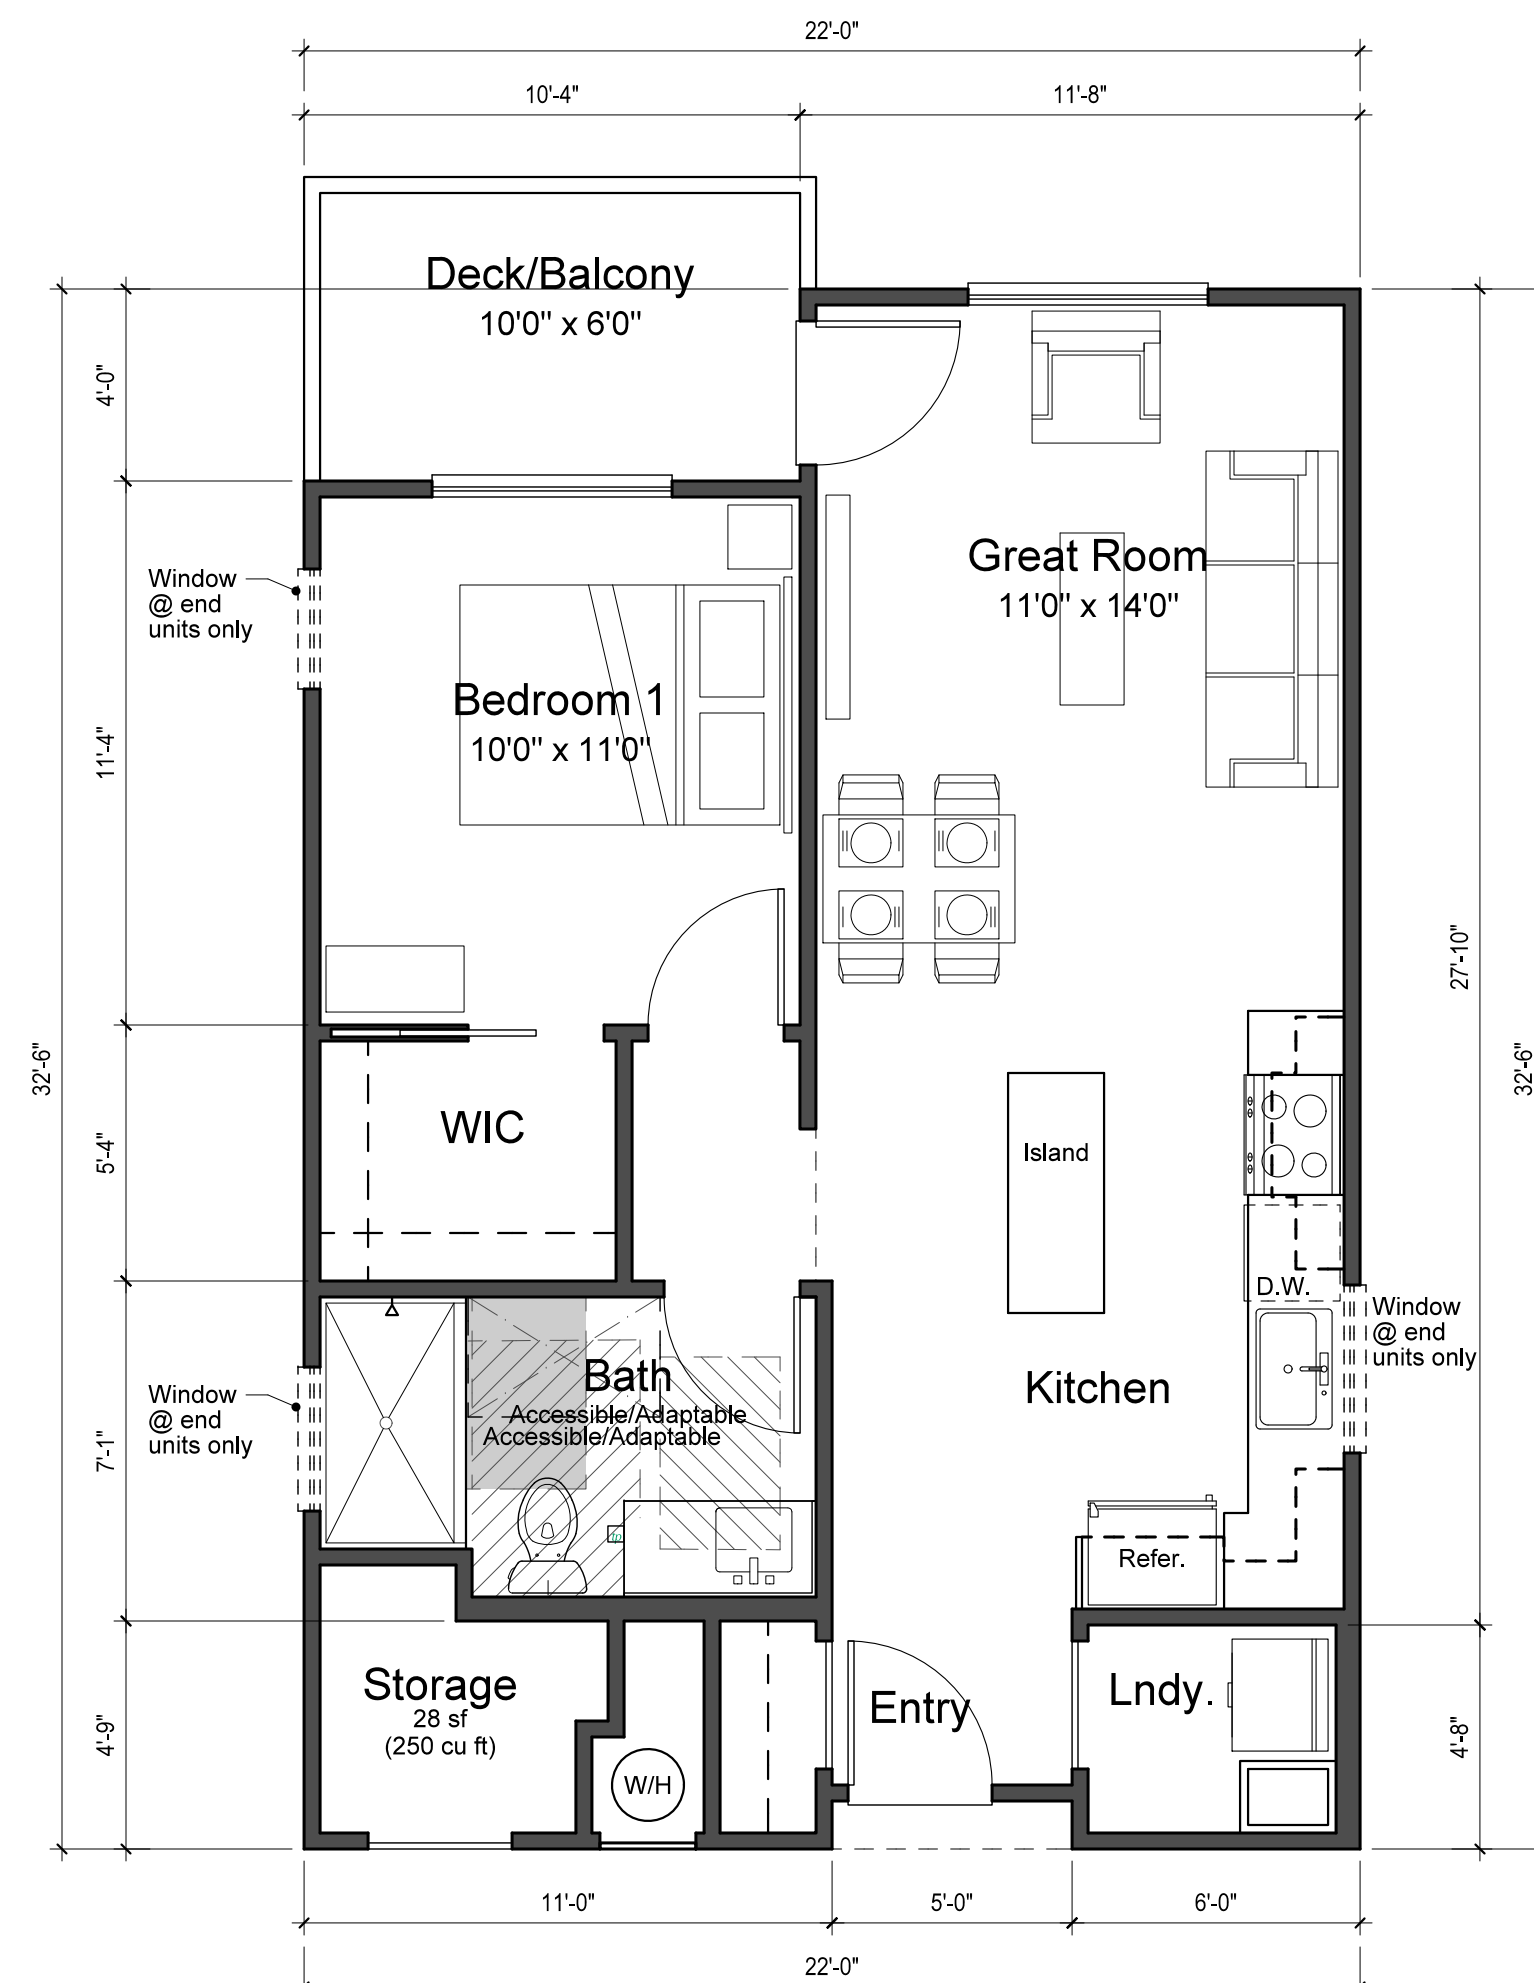 22'-0"
10'-4"
11'-8"
Deck/Balcony
10'0" x 6'0"
4'-0"
Window
@ end
units only
Great Room
11'0" x 14'0"
Bedroom 1
10'0" x 11'0"
11'-4"
27'-10"
32'-6"
32'-6"
WIC
Island
5'-4"
D.W.
Window
@ end
units only
Bath
Accessible/Adaptable
Accessible/Adaptable
Kitchen
Window
@ end
units only
7'-1"
tp
Refer.
Storage
28 sf
(250 cu ft)
Entry
Lndy.
4'-9"
4'-8"
W/H
11'-0"
5'-0"
6'-0"
22'-0"